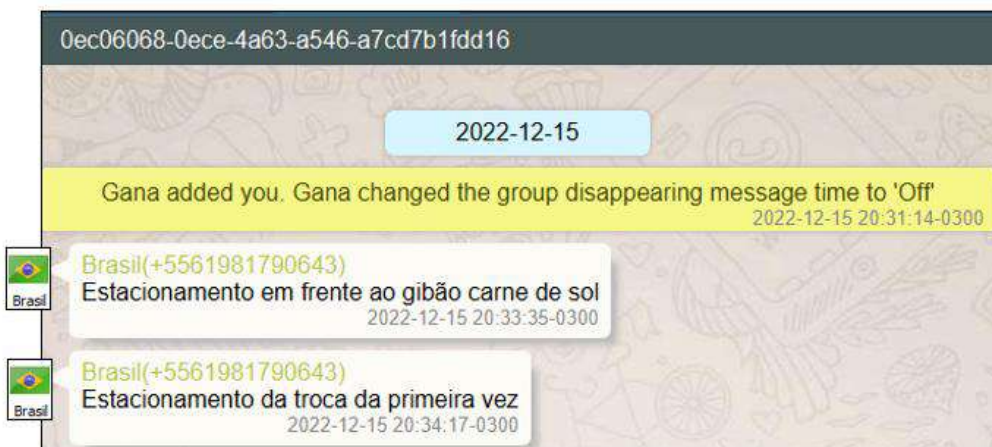 0ec06068-0ece-4a63-a546-a7cd7b1fdd16
2022-12-15
Gana added you. Gana changed the group disappearing message time to 'Off'
2022-12-15 20:31:14-0300
Brasil
Brasil(+5561981790643)
Estacionamento em frente ao gibão carne de sol
2022-12-15 20:33:35-0300
Brasil
Brasil(+5561981790643)
Estacionamento da troca da primeira vez
2022-12-15 20:34:17-0300